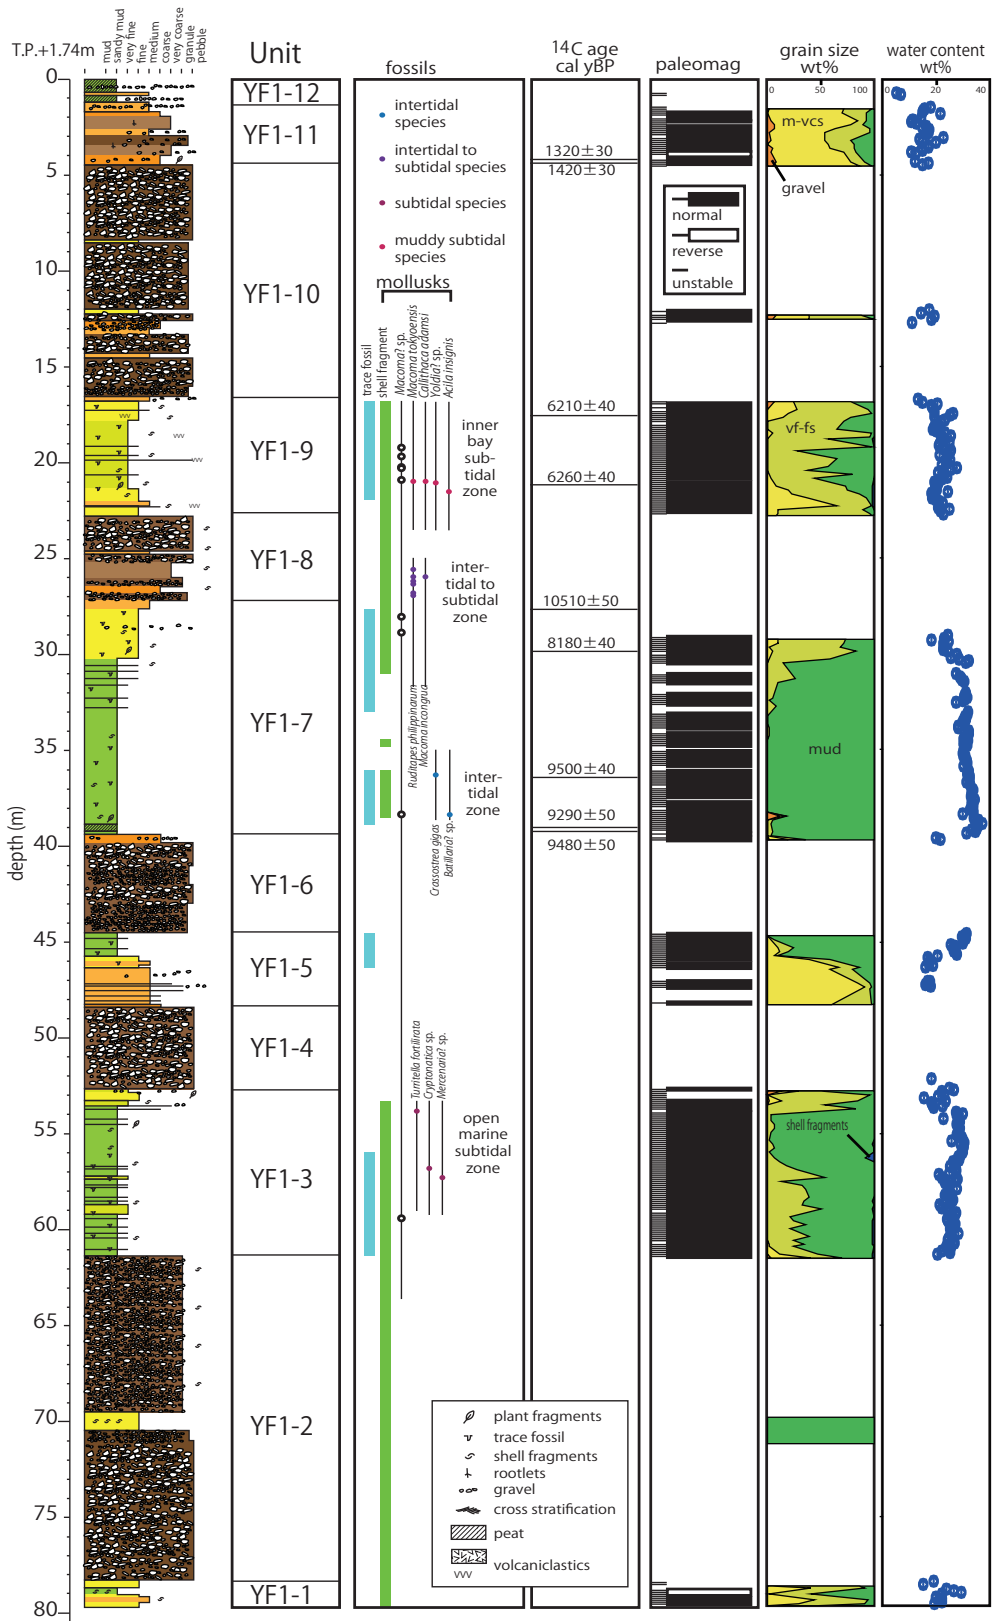 T.P.+1.74m
mud
sandy mud
very fine
fine
medium
coarse
very coarse
granule
pebble
Unit
fossils
14C age
cal yBP
paleomag
grain size
wt%
water content
wt%
0 50 100
0 20 40
depth (m)
0
5
10
15
20
25
30
35
40
45
50
55
60
65
70
75
80
YF1-12
YF1-11
YF1-10
YF1-9
YF1-8
YF1-7
YF1-6
YF1-5
YF1-4
YF1-3
YF1-2
YF1-1
intertidal
species
intertidal to
subtidal species
subtidal species
muddy subtidal
species
mollusks
trace fossil
shell fragment
Macoma? sp.
Macoma tokyoensis
Callithaca adamsi
Yoldia? sp.
Acila insignis
inner
bay
sub-
tidal
zone
inter-
tidal to
subtidal
zone
Ruditapes philippinarum
Macoma incongrua
inter-
tidal
zone
Crassostrea gigas
Batillaria? sp.
Turritella fortilirata
Cryptonatica sp.
Mercenaria? sp.
open
marine
subtidal
zone
1320±30
1420±30
6210±40
6260±40
10510±50
8180±40
9500±40
9290±50
9480±50
normal
reverse
unstable
m-vcs
gravel
vf-fs
mud
shell fragments
plant fragments
trace fossil
shell fragments
rootlets
gravel
cross stratification
peat
volcaniclastics